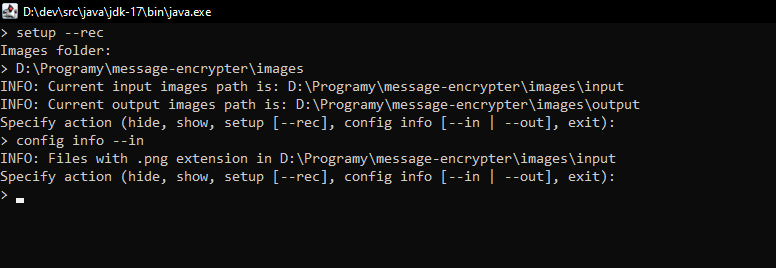 D:\dev\src\java\jdk-17\bin\java.exe
> setup --rec
Images folder:
> D:\Programy\message-encrypter\images
INFO: Current input images path is: D:\Programy\message-encrypter\images\input
INFO: Current output images path is: D:\Programy\message-encrypter\images\output
Specify action (hide, show, setup [--rec], config info [--in | --out], exit):
> config info --in
INFO: Files with .png extension in D:\Programy\message-encrypter\images\input
Specify action (hide, show, setup [--rec], config info [--in | --out], exit):
>